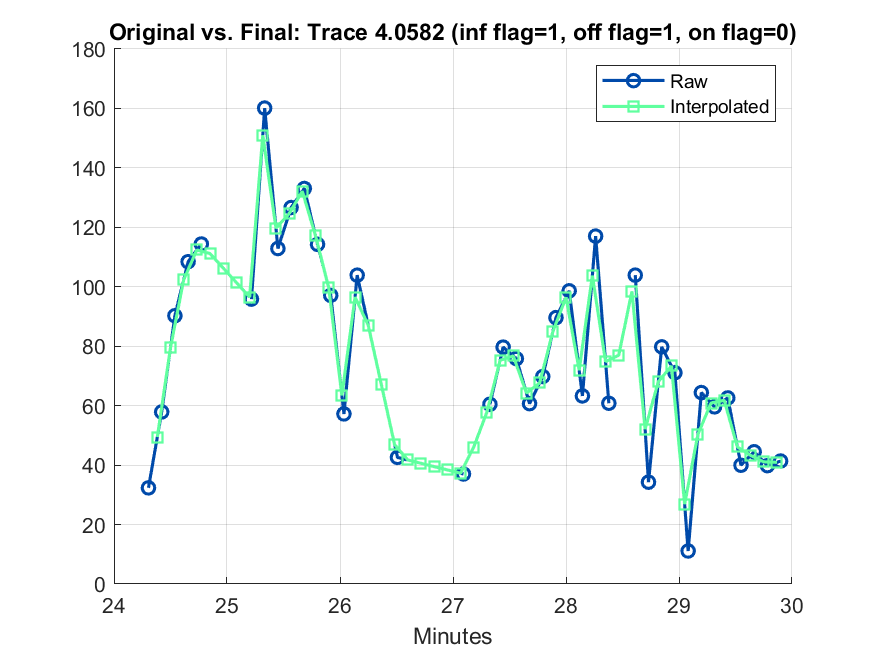 Original vs. Final: Trace 4.0582 (inf flag=1, off flag=1, on flag=0)
180
160
140
120
100
80
60
40
20
0
Raw
Interpolated
24 25 26 27 28 29 30
Minutes